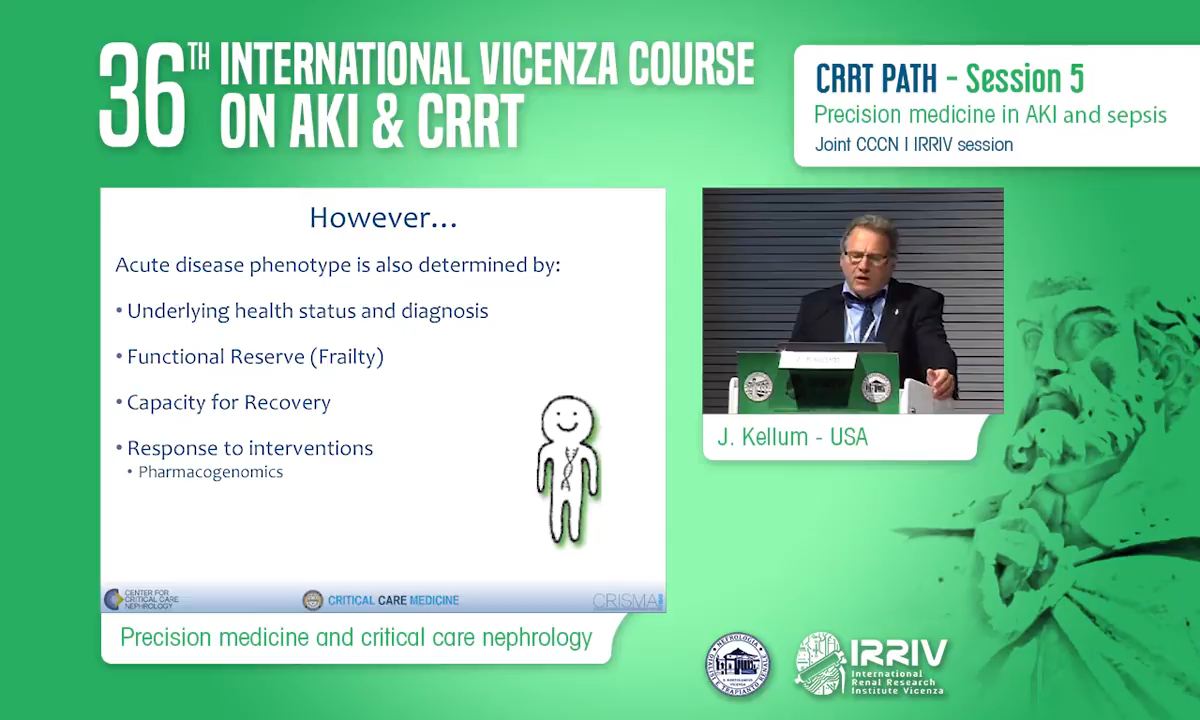 36TH INTERNATIONAL VICENZA COURSE
ON AKI & CRRT
CRRT PATH - Session 5
Precision medicine in AKI and sepsis
Joint CCCN | IRRIV session
However...
Acute disease phenotype is also determined by:
• Underlying health status and diagnosis
• Functional Reserve (Frailty)
• Capacity for Recovery
• Response to interventions
• Pharmacogenomics
CENTER FOR
CRITICAL CARE
NEPHROLOGY
CRITICAL CARE MEDICINE
CRISMA
J. Kellum - USA
Precision medicine and critical care nephrology
IRRIV
International
Renal Research
Institute Vicenza